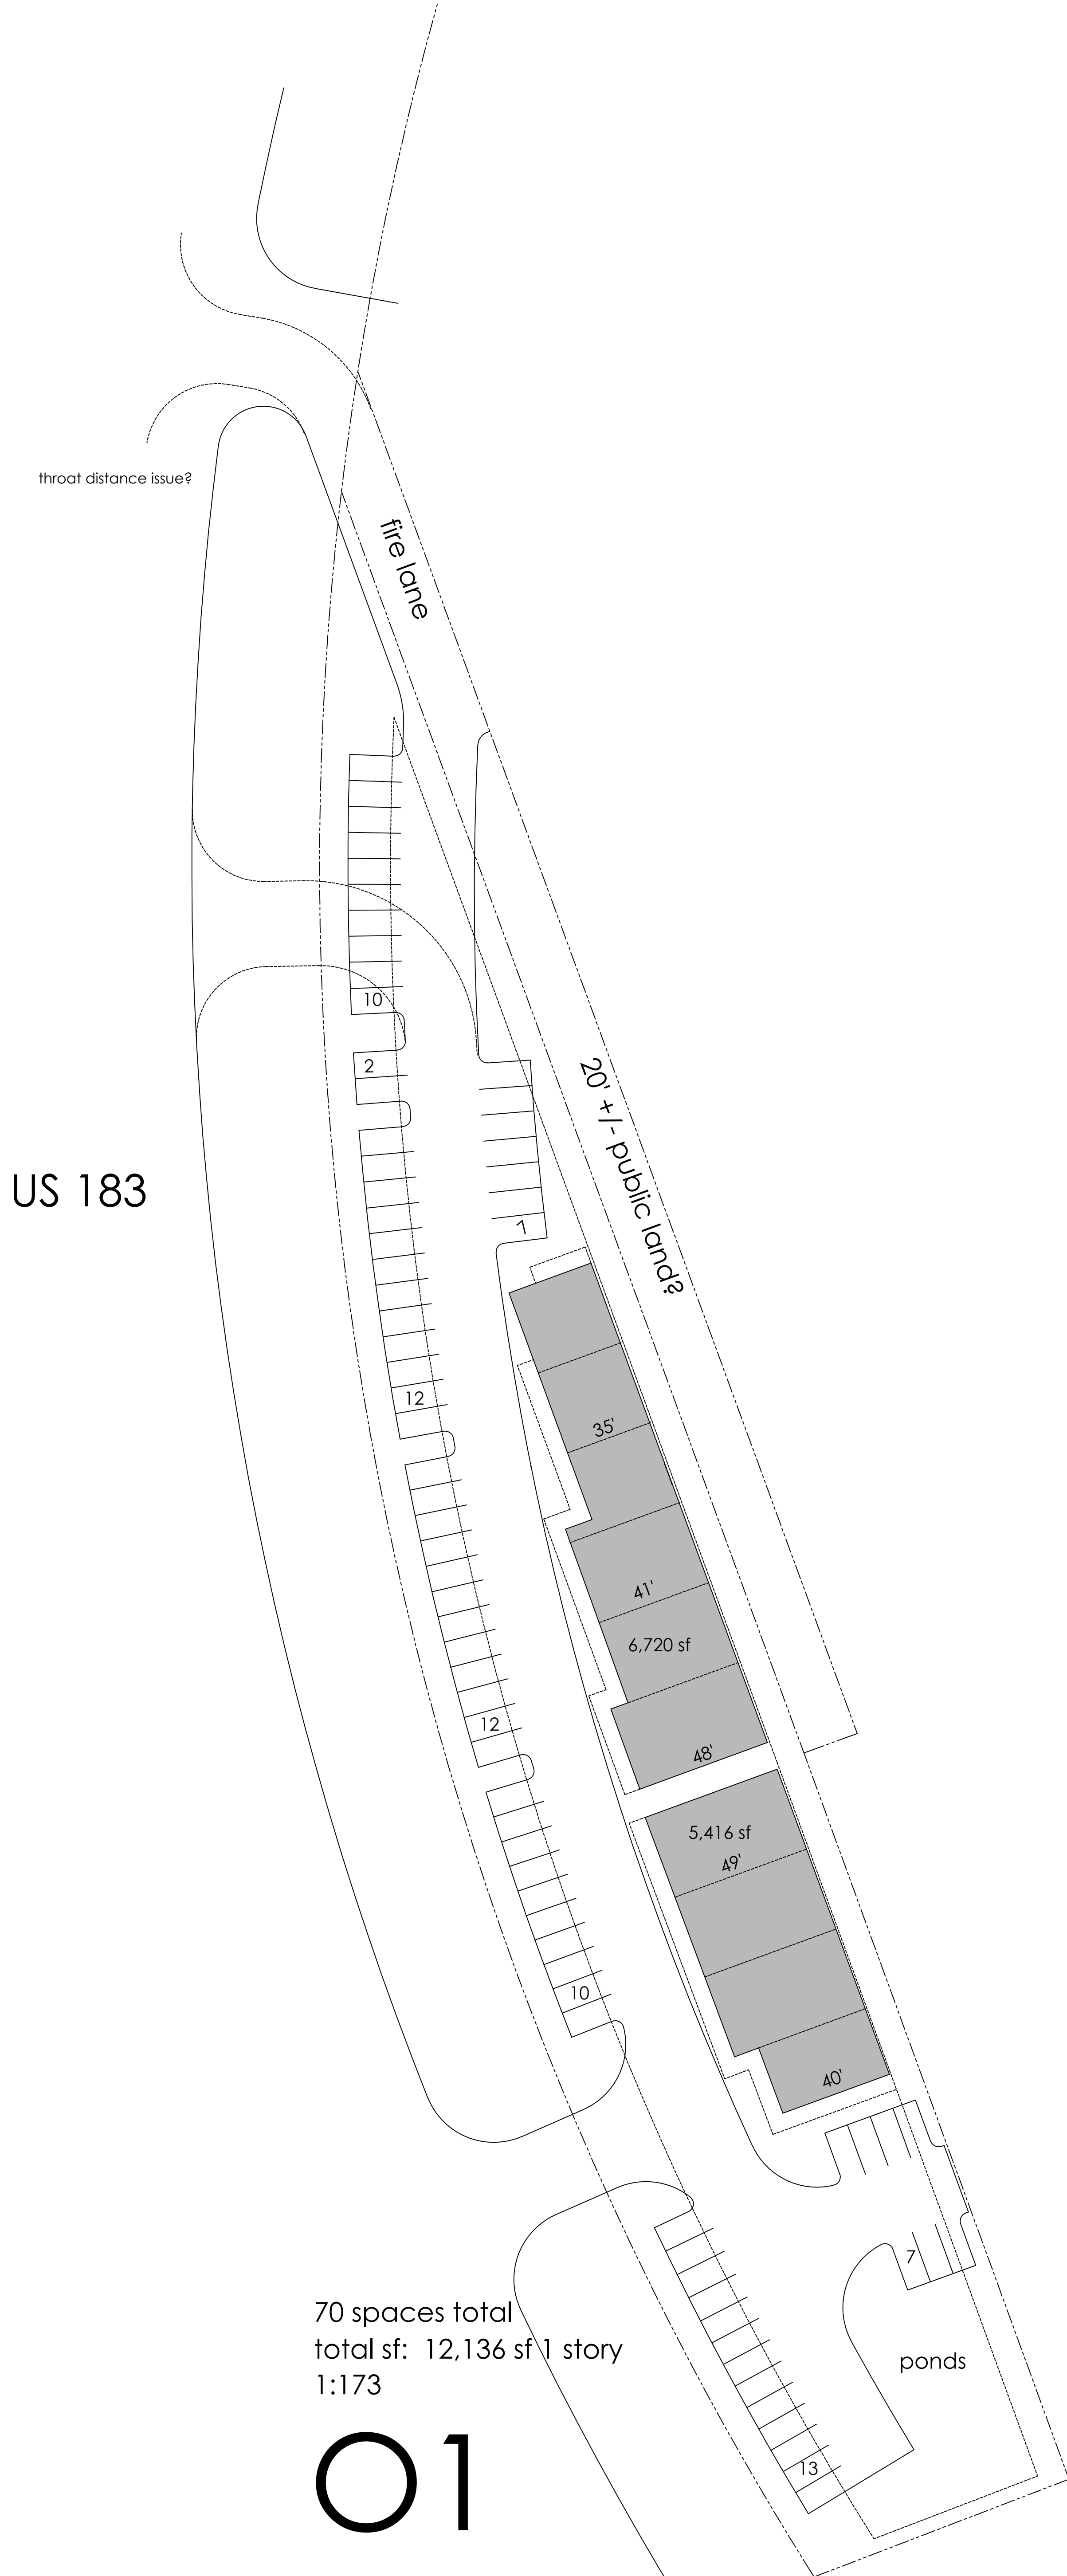 throat distance issue?
fire lane
10
2
20' +/- public land?
US 183
7
12
35'
41'
6,720 sf
12
48'
5,416 sf
49'
10
40'
7
70 spaces total
total sf:  12,136 sf 1 story
1:173
ponds
13
01